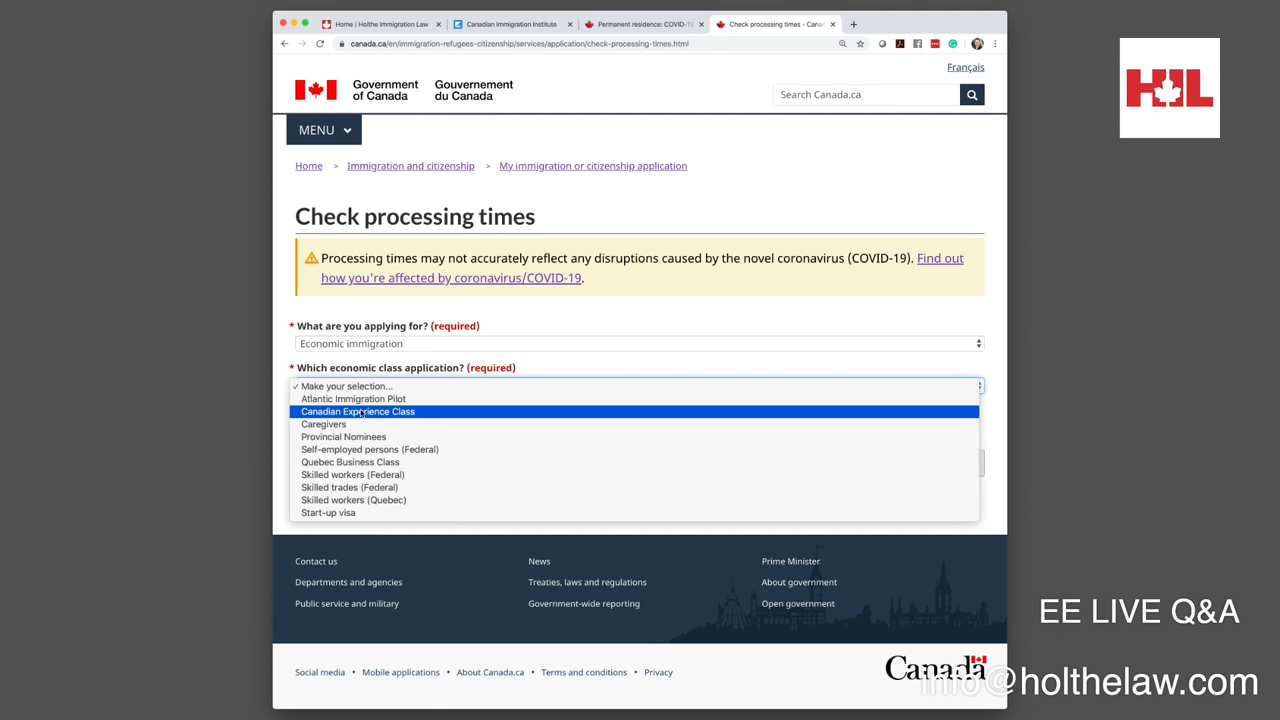 Home | Holthe Immigration Law
Canadian Immigration Institute
Permanent residence: COVID-19
Check processing times - Cana
canada.ca/en/immigration-refugees-citizenship/services/application/check-processing-times.html
Français
Government of Canada
Gouvernement du Canada
Search Canada.ca
MENU
Home > Immigration and citizenship > My immigration or citizenship application
Check processing times
Processing times may not accurately reflect any disruptions caused by the novel coronavirus (COVID-19). Find out
how you're affected by coronavirus/COVID-19.
* What are you applying for? (required)
Economic immigration
* Which economic class application? (required)
✓ Make your selection...
Atlantic Immigration Pilot
Canadian Experience Class
Caregivers
Provincial Nominees
Self-employed persons (Federal)
Quebec Business Class
Skilled workers (Federal)
Skilled trades (Federal)
Skilled workers (Quebec)
Start-up visa
Contact us
News
Prime Minister
Departments and agencies
Treaties, laws and regulations
About government
Public service and military
Government-wide reporting
Open government
Social media • Mobile applications • About Canada.ca • Terms and conditions • Privacy
Canada
HIL
EE LIVE Q&A
info@holthelaw.com